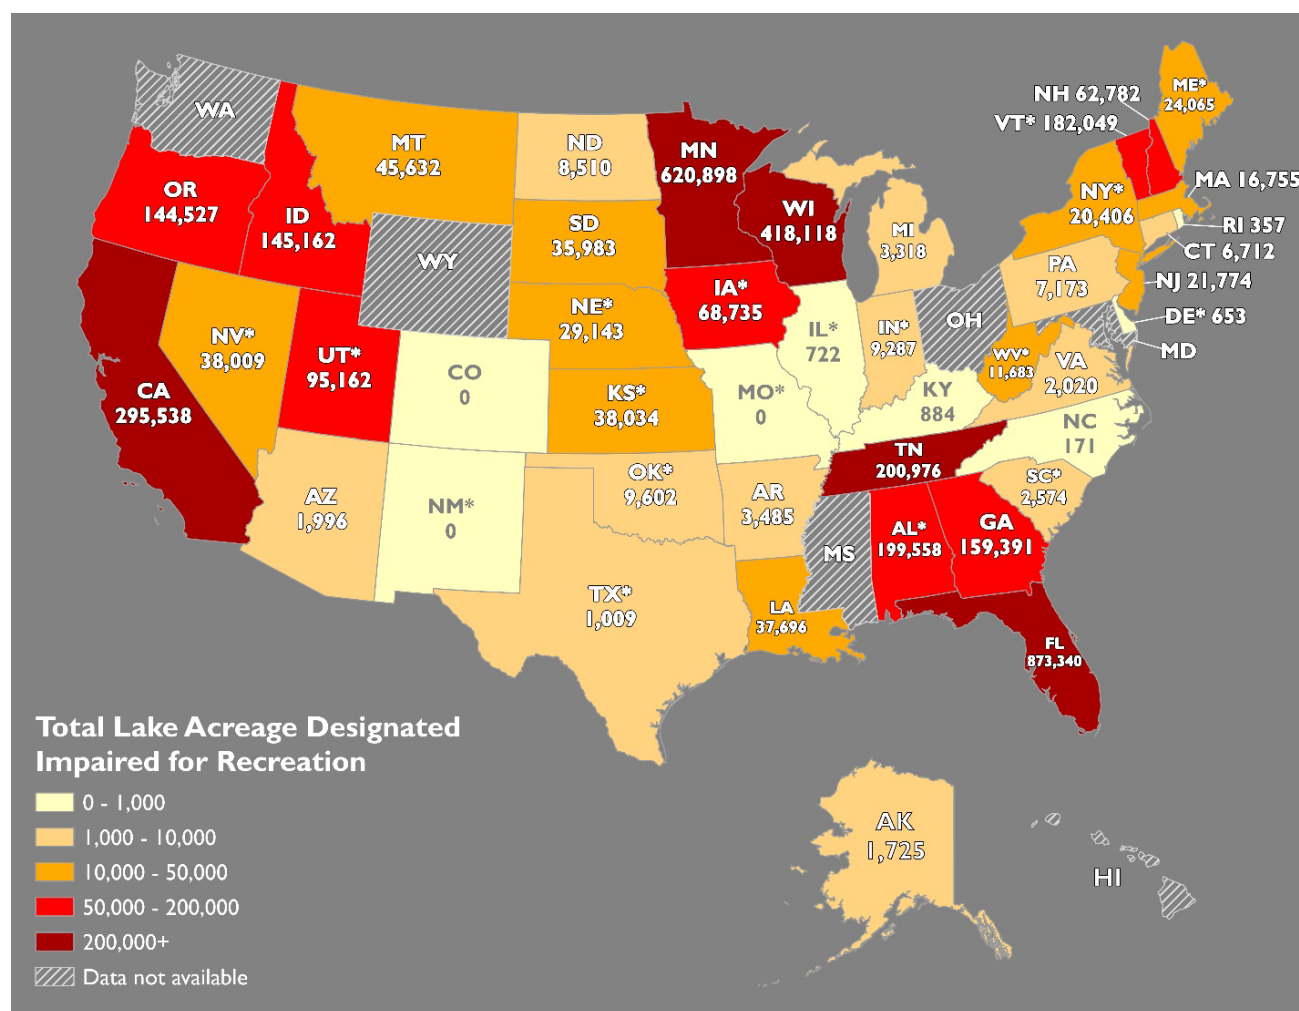 WA
NH 62,782
VT* 182,049
ME*
24,065
MT
45,632
ND
8,510
MN
620,898
OR
144,527
ID
145,162
SD
35,983
WI
418,118
MI
3,318
NY*
20,406
MA 16,755
RI 357
CT 6,712
NJ 21,774
DE* 653
MD
WY
PA
7,173
NV*
38,009
UT*
95,162
CO
0
NE*
29,143
IA*
68,735
IL*
722
IN*
9,287
OH
WV*
11,683
VA
2,020
CA
295,538
KS*
38,034
MO*
0
KY
884
NC
171
AZ
1,996
NM*
0
OK*
9,602
AR
3,485
TN
200,976
SC*
2,574
MS
AL*
199,558
GA
159,391
TX*
1,009
LA
37,696
FL
873,340
AK
1,725
HI
Total Lake Acreage Designated
Impaired for Recreation
0 - 1,000
1,000 - 10,000
10,000 - 50,000
50,000 - 200,000
200,000+
Data not available